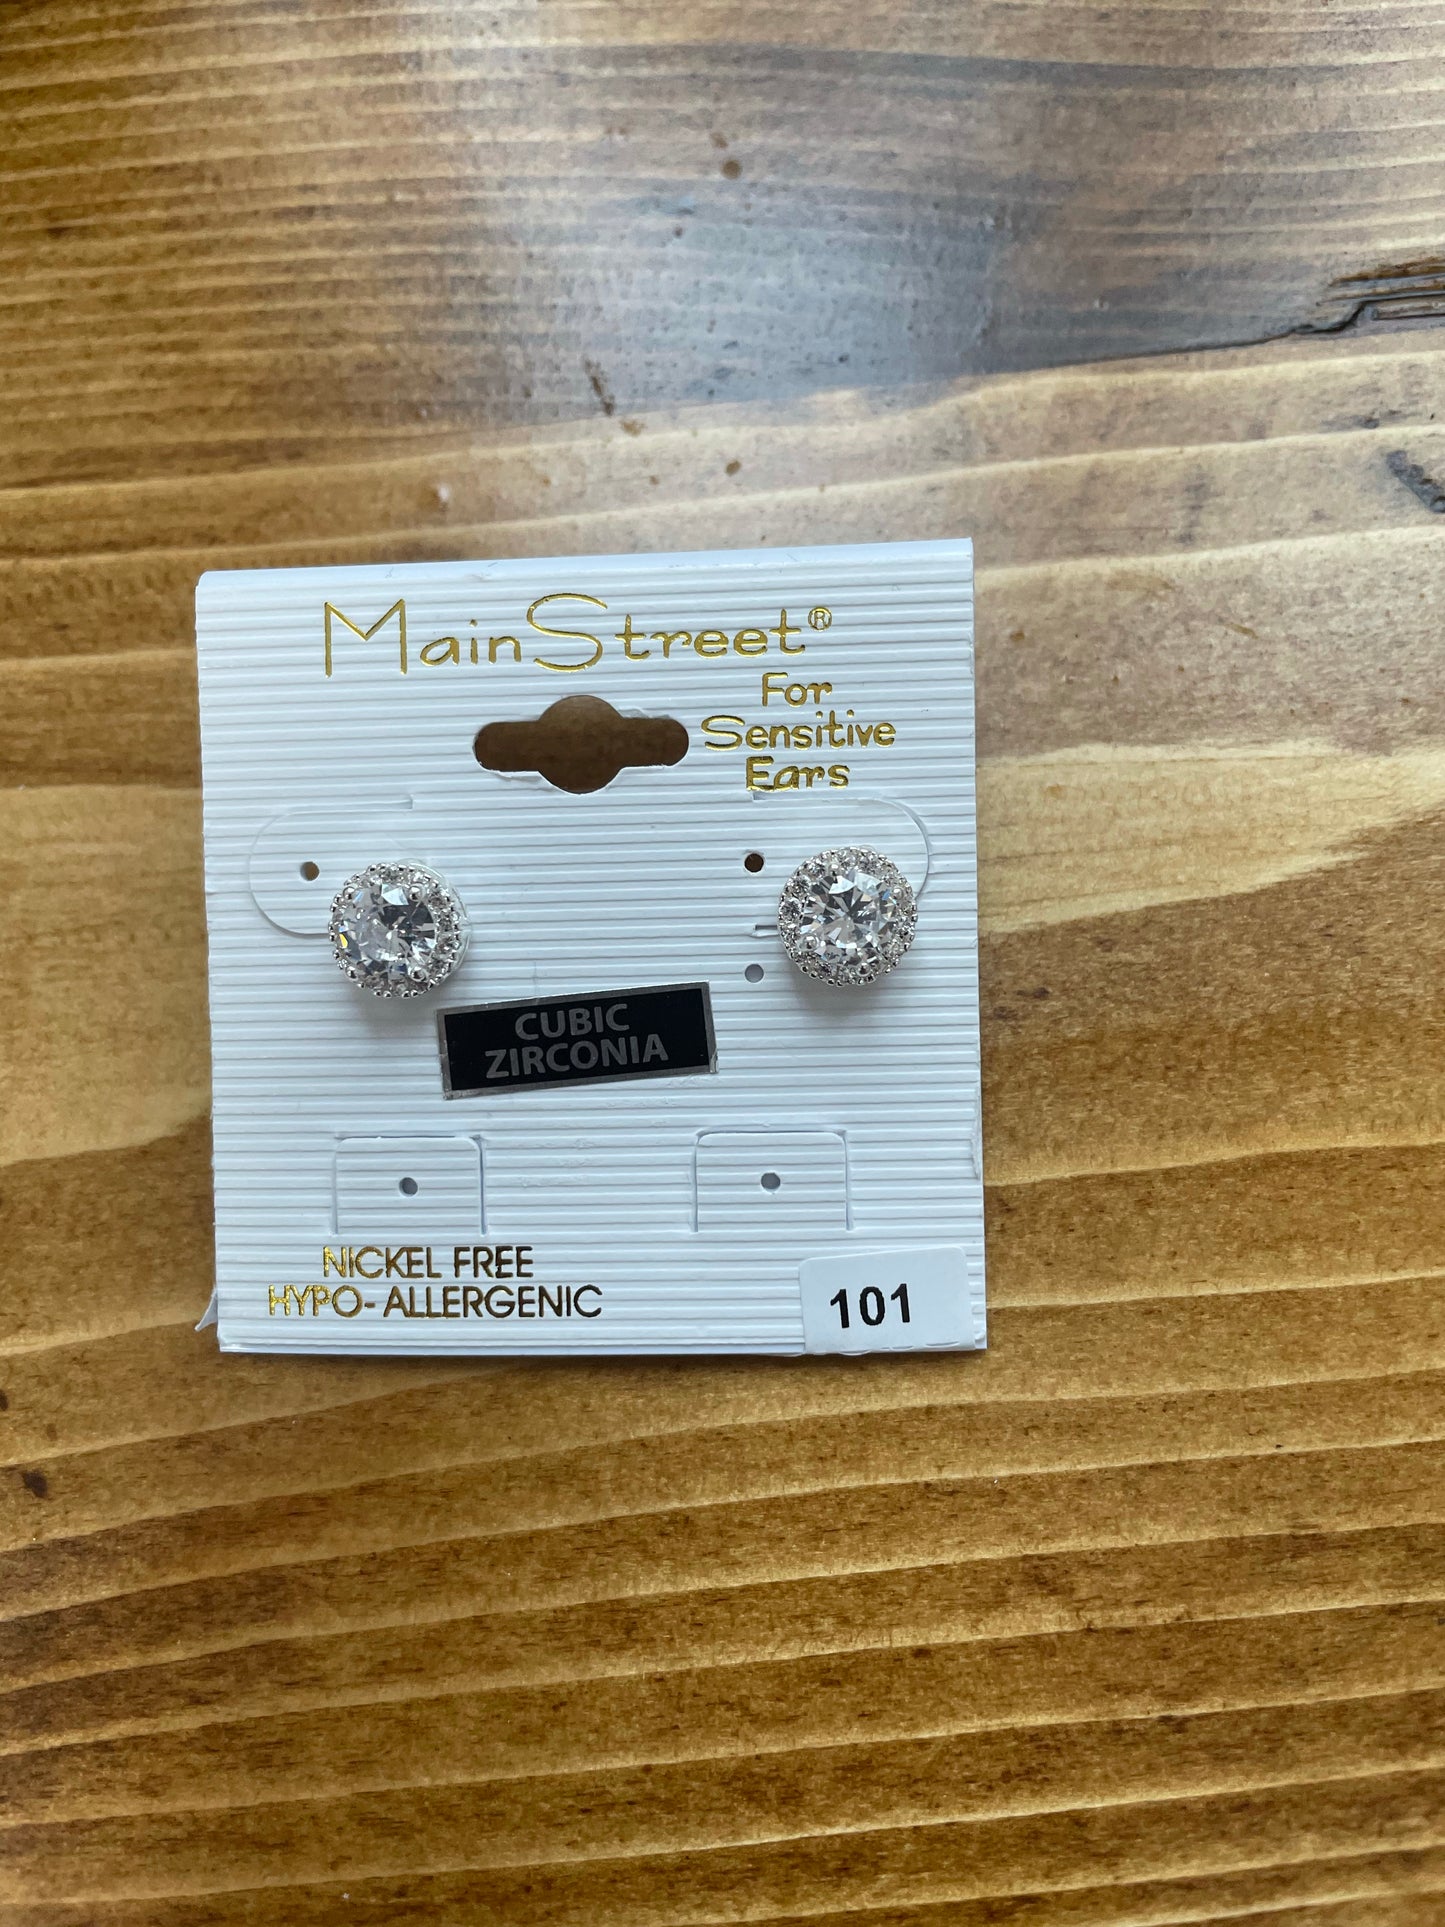 MainStreet®
For
Sensitive
Ears
CUBIC
ZIRCONIA
NICKEL FREE
HYPO-ALLERGENIC
101